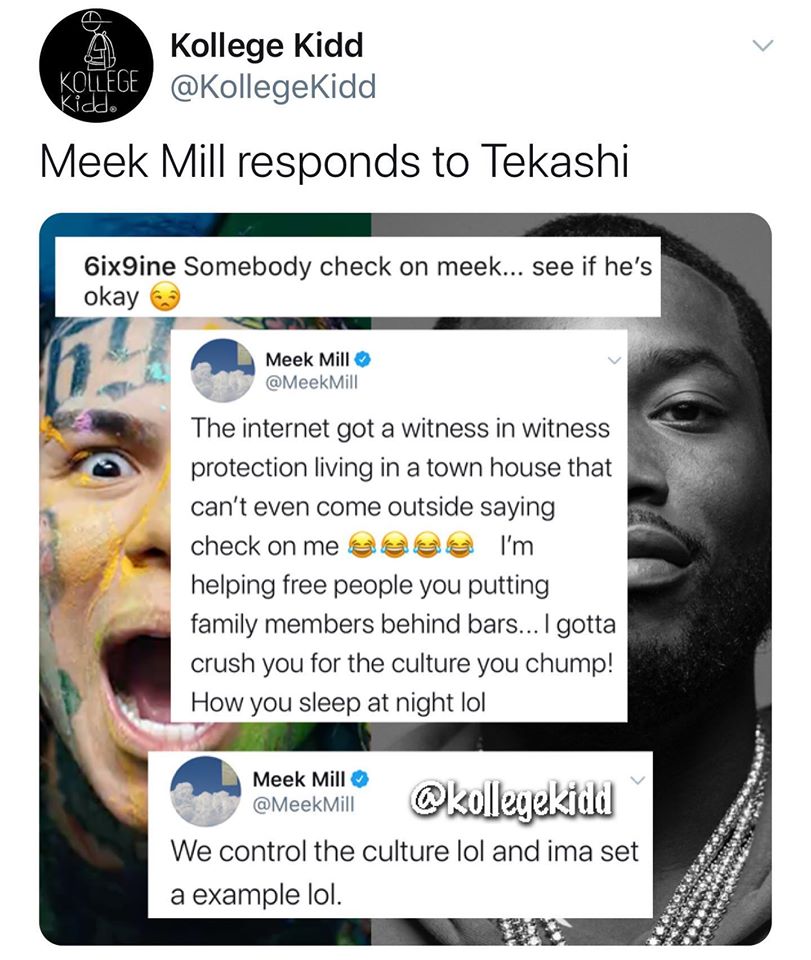 KOLLEGE
Kidd®
Kollege Kidd
@KollegeKidd
Meek Mill responds to Tekashi
6ix9ine Somebody check on meek... see if he's
okay 😒
Meek Mill
@MeekMill
The internet got a witness in witness
protection living in a town house that
can't even come outside saying
check on me 😂😂😂😂 I'm
helping free people you putting
family members behind bars... I gotta
crush you for the culture you chump!
How you sleep at night lol
Meek Mill
@MeekMill
@kollegekidd
We control the culture lol and ima set
a example lol.